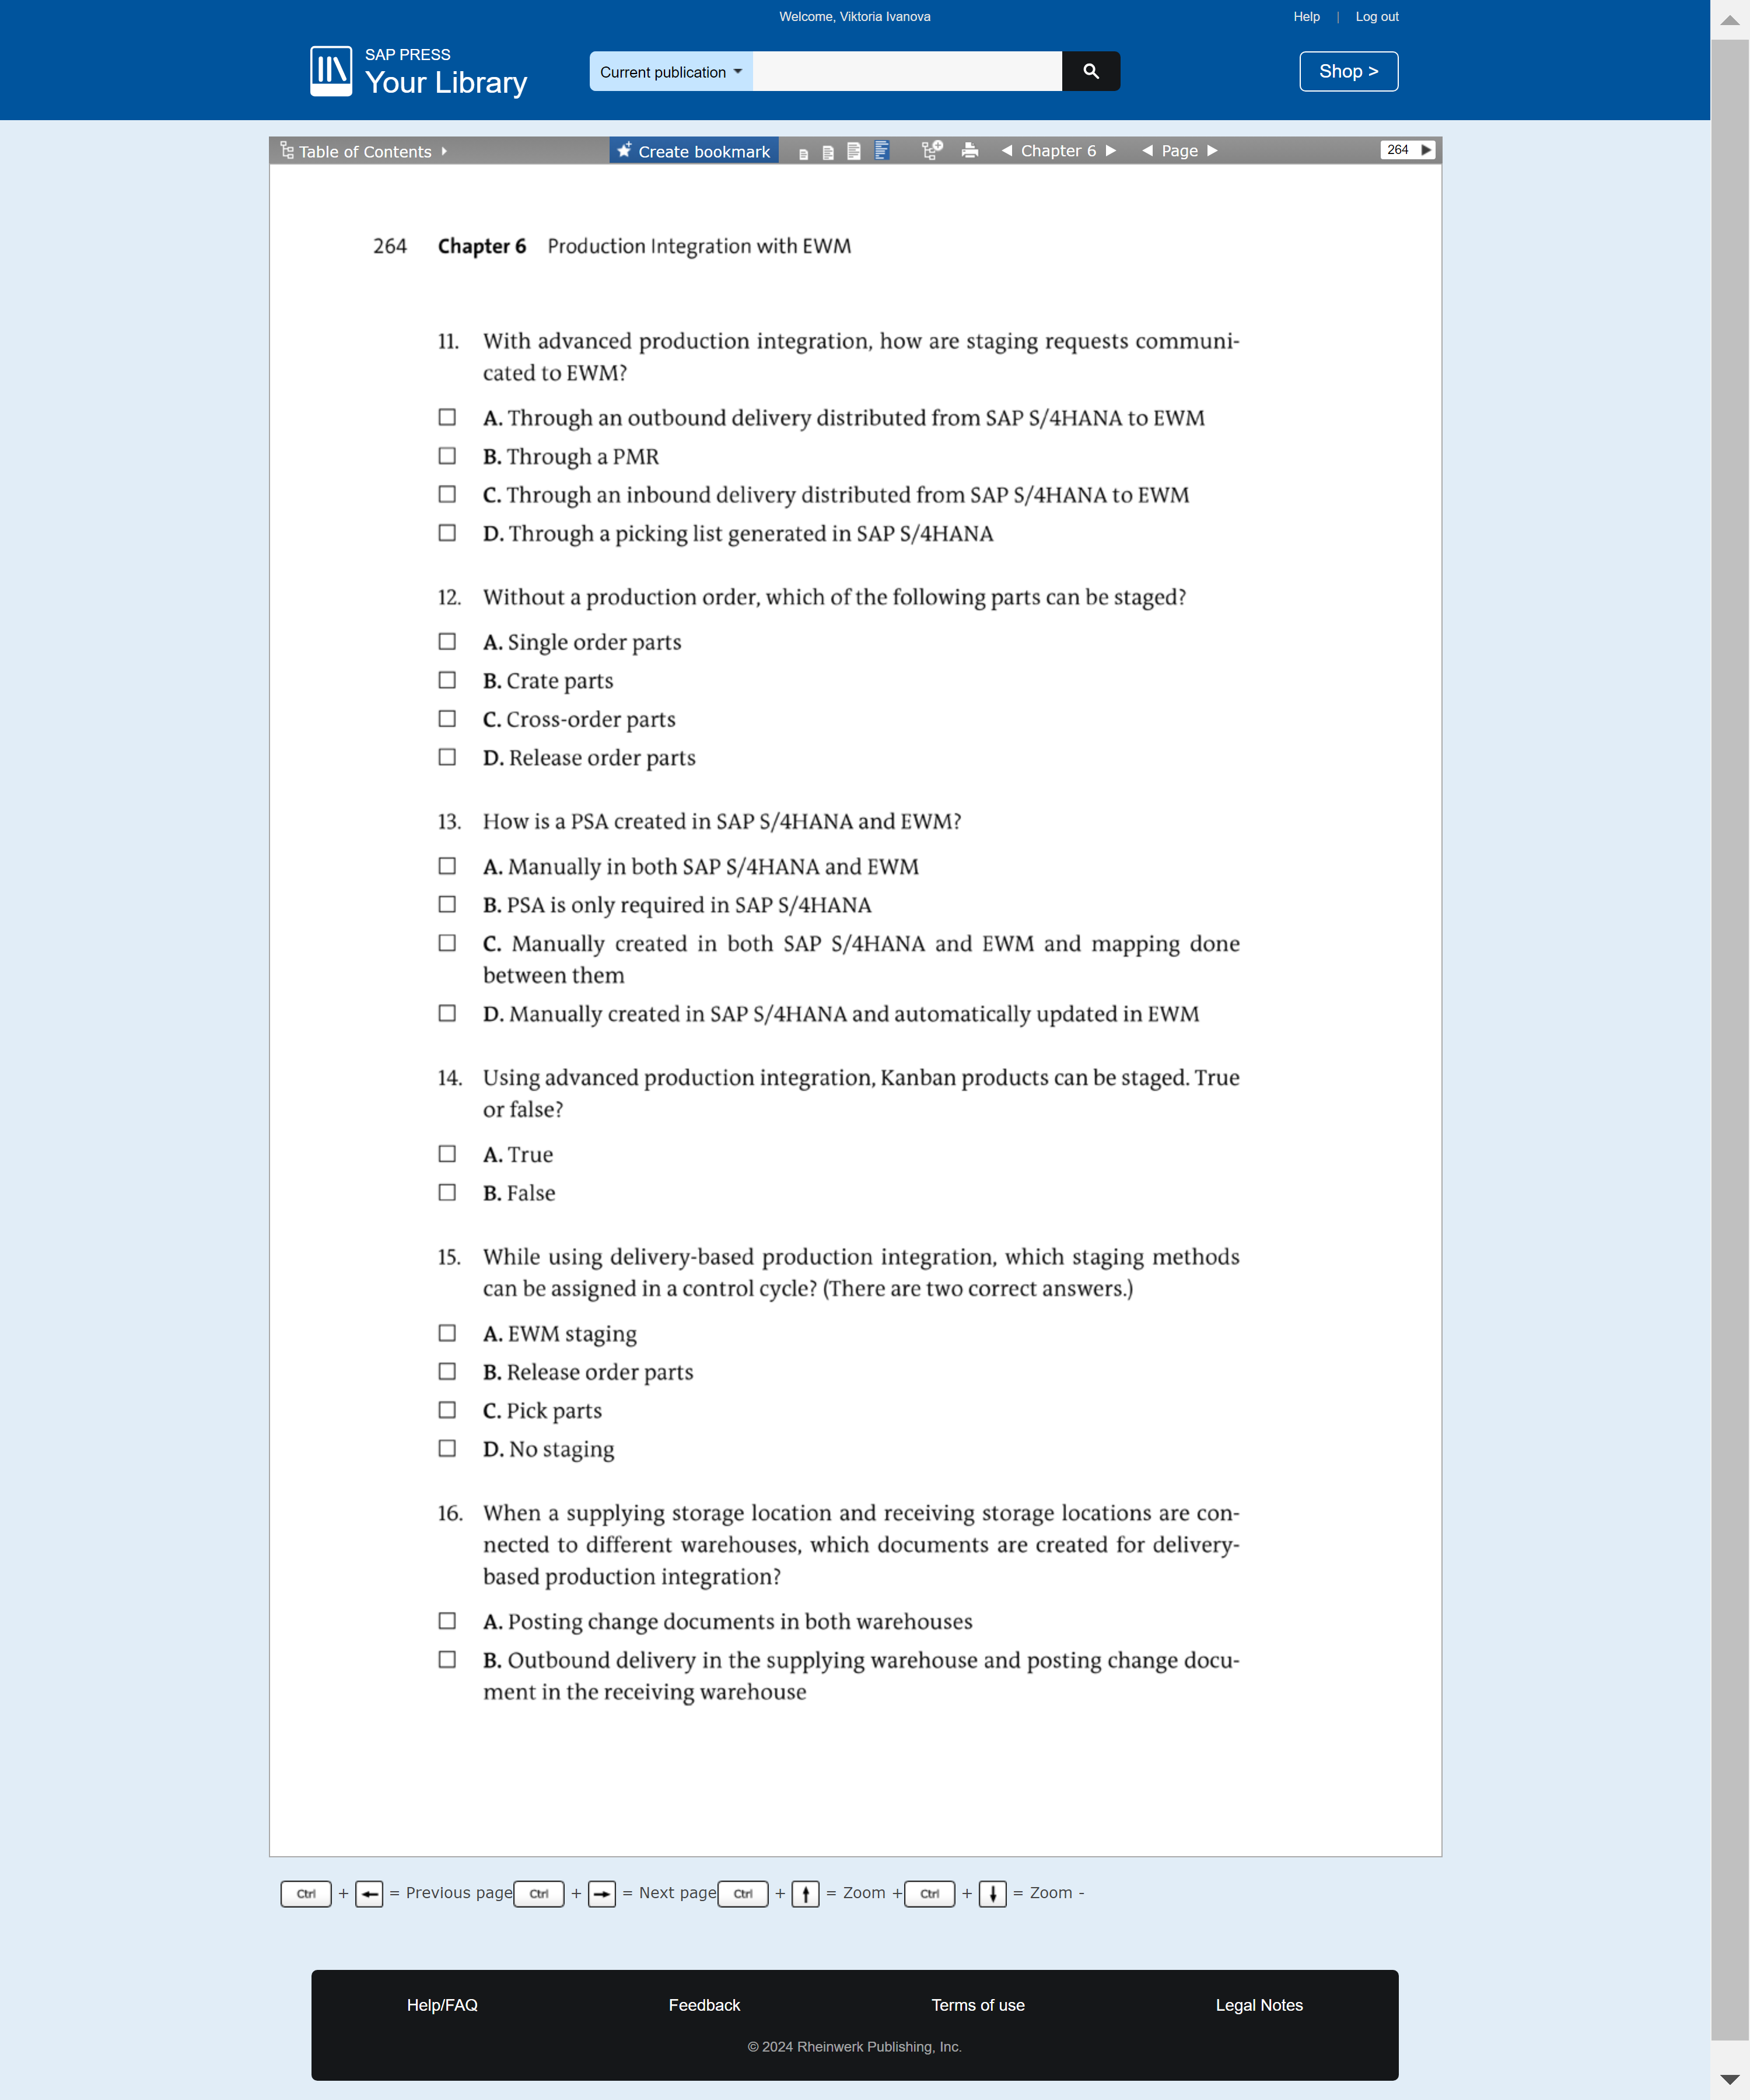 Welcome, Viktoria Ivanova
Help | Log out
SAP PRESS
Your Library
Current publication
Shop >
Table of Contents
Create bookmark
Chapter 6
Page
264
264 Chapter 6 Production Integration with EWM
11. With advanced production integration, how are staging requests communi-
cated to EWM?
A. Through an outbound delivery distributed from SAP S/4HANA to EWM
B. Through a PMR
C. Through an inbound delivery distributed from SAP S/4HANA to EWM
D. Through a picking list generated in SAP S/4HANA
12. Without a production order, which of the following parts can be staged?
A. Single order parts
B. Crate parts
C. Cross-order parts
D. Release order parts
13. How is a PSA created in SAP S/4HANA and EWM?
A. Manually in both SAP S/4HANA and EWM
B. PSA is only required in SAP S/4HANA
C. Manually created in both SAP S/4HANA and EWM and mapping done
between them
D. Manually created in SAP S/4HANA and automatically updated in EWM
14. Using advanced production integration, Kanban products can be staged. True
or false?
A. True
B. False
15. While using delivery-based production integration, which staging methods
can be assigned in a control cycle? (There are two correct answers.)
A. EWM staging
B. Release order parts
C. Pick parts
D. No staging
16. When a supplying storage location and receiving storage locations are con-
nected to different warehouses, which documents are created for delivery-
based production integration?
A. Posting change documents in both warehouses
B. Outbound delivery in the supplying warehouse and posting change docu-
ment in the receiving warehouse
Ctrl + ← = Previous page Ctrl + → = Next page Ctrl + ↑ = Zoom + Ctrl + ↓ = Zoom -
Help/FAQ Feedback Terms of use Legal Notes
© 2024 Rheinwerk Publishing, Inc.